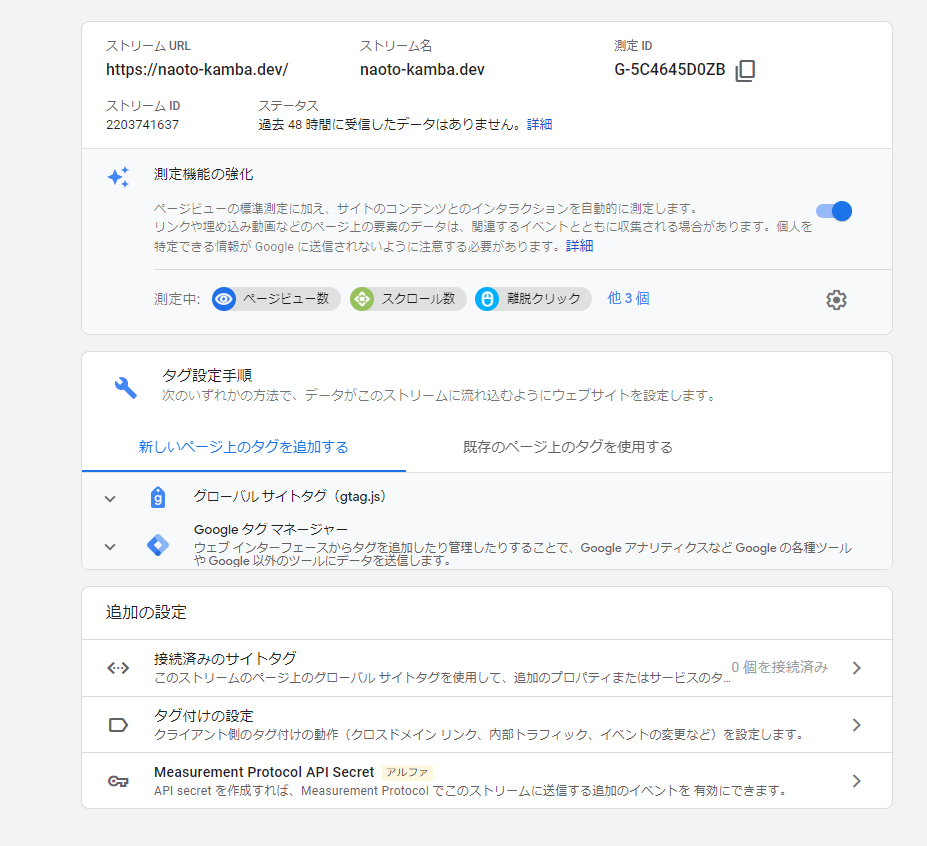 ストリーム URL
ストリーム名
測定 ID
https://naoto-kamba.dev/
naoto-kamba.dev
G-5C4645D0ZB
ストリーム ID
ステータス
2203741637
過去 48 時間に受信したデータはありません。詳細
測定機能の強化
ページビューの標準測定に加え、サイトのコンテンツとのインタラクションを自動的に測定します。
リンクや埋め込み動画などのページ上の要素のデータは、関連するイベントとともに収集される場合があります。個人を
特定できる情報が Google に送信されないように注意する必要があります。詳細
測定中:
ページビュー数
スクロール数
離脱クリック
他 3 個
タグ設定手順
次のいずれかの方法で、データがこのストリームに流れ込むようにウェブサイトを設定します。
新しいページ上のタグを追加する
既存のページ上のタグを使用する
g
グローバル サイトタグ（gtag.js）
Google タグ マネージャー
ウェブ インターフェースからタグを追加したり管理したりすることで、Google アナリティクスなど Google の各種ツール
や Google 以外のツールにデータを送信します。
追加の設定
接続済みのサイトタグ
このストリームのページ上のグローバル サイトタグを使用して、追加のプロパティまたはサービスのタ...
0 個を接続済み
タグ付けの設定
クライアント側のタグ付けの動作（クロスドメイン リンク、内部トラフィック、イベントの変更など）を設定します。
Measurement Protocol API Secret アルファ
API secret を作成すれば、Measurement Protocol でこのストリームに送信する追加のイベントを 有効にできます。